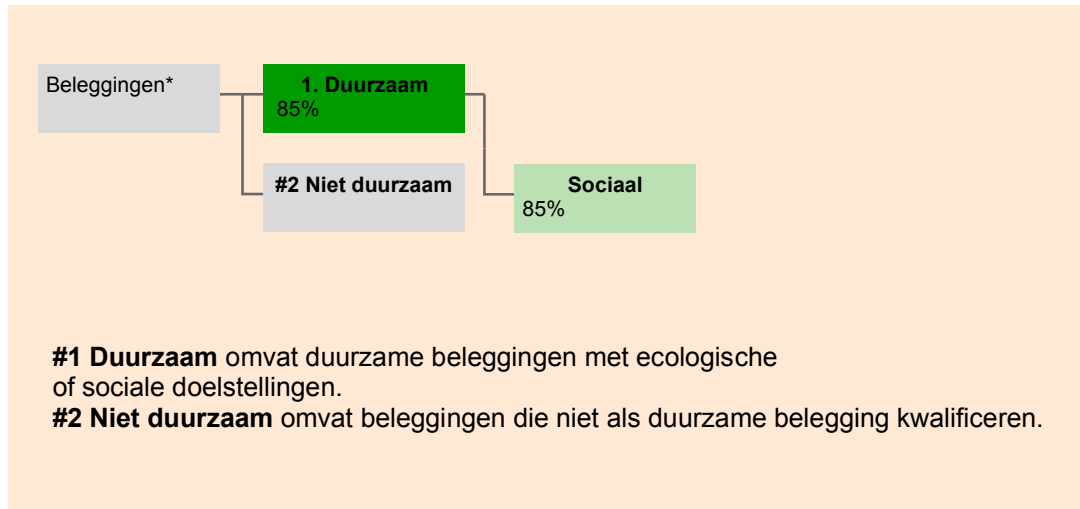 Beleggingen*
1. Duurzaam
85%
#2 Niet duurzaam
Sociaal
85%
#1 Duurzaam omvat duurzame beleggingen met ecologische
of sociale doelstellingen.
#2 Niet duurzaam omvat beleggingen die niet als duurzame belegging kwalificeren.